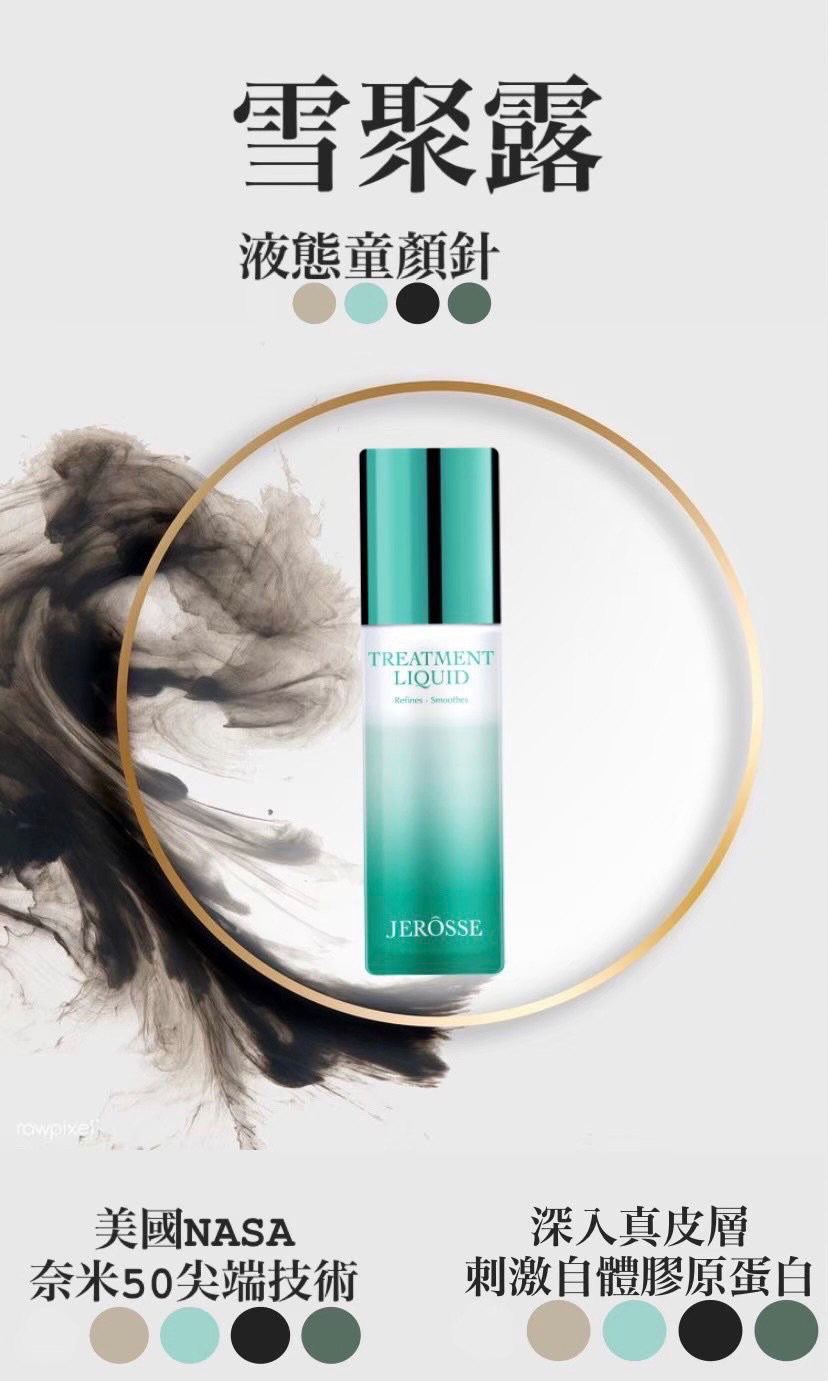 雪聚露
液態童顏針
TREATMENT
LIQUID
Refines - Smoothes
JERÔSSE
rawpixel
美國NASA
奈米50尖端技術
深入真皮層
刺激自體膠原蛋白